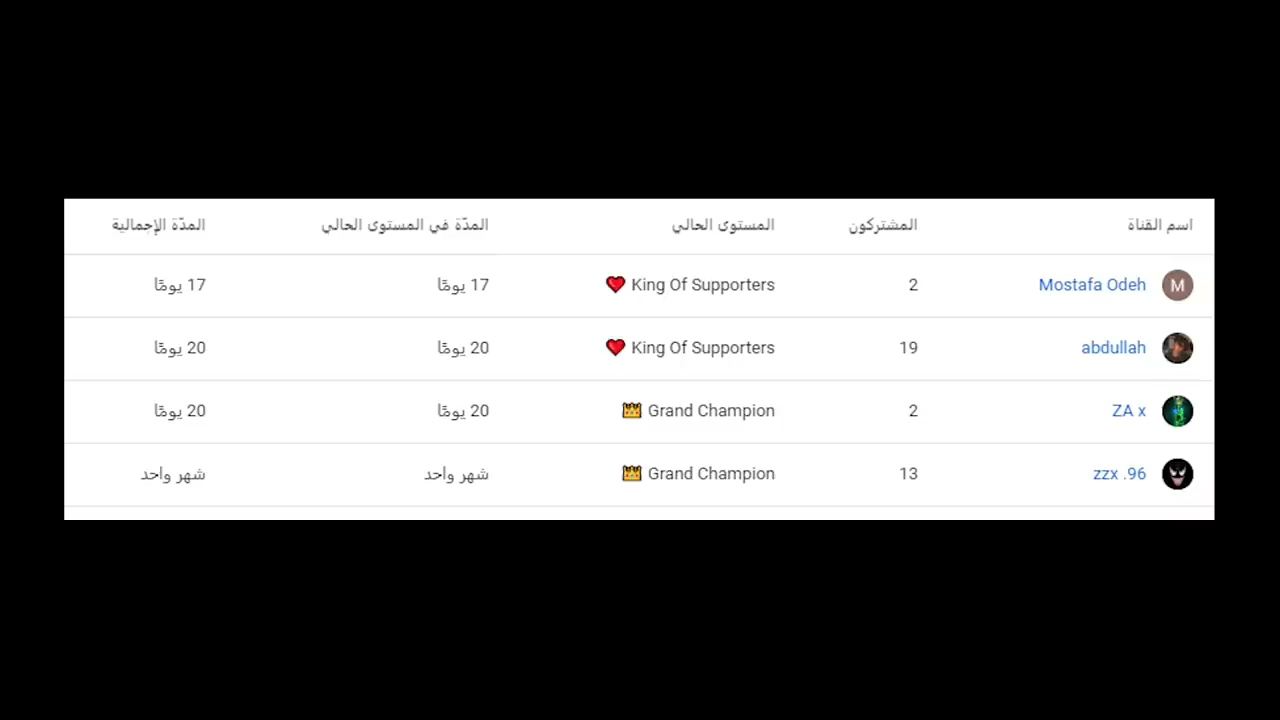 اسم القناة المشتركون المستوى الحالي المدّة في المستوى الحالي المدّة الإجمالية
M Mostafa Odeh 2 King Of Supporters ❤️ 17 يومًا 17 يومًا
abdullah 19 King Of Supporters ❤️ 20 يومًا 20 يومًا
ZA x 2 Grand Champion 👑 20 يومًا 20 يومًا
zzx .96 13 Grand Champion 👑 شهر واحد شهر واحد